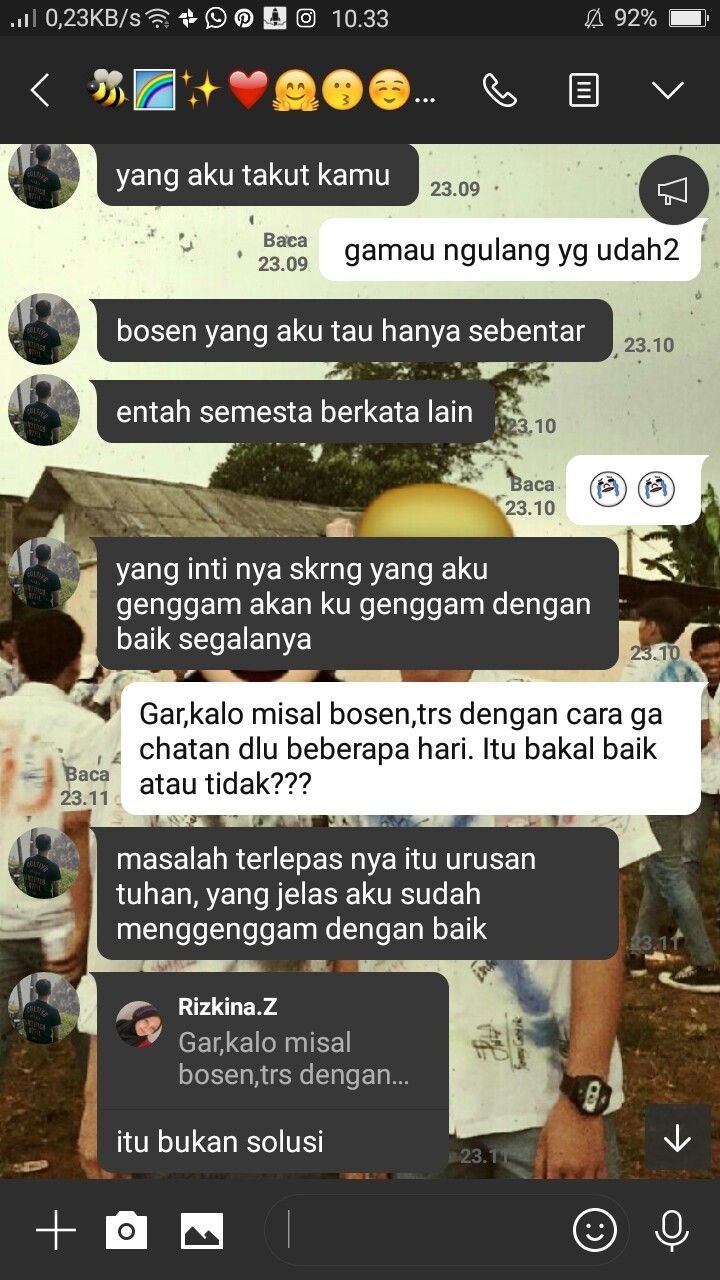 0,23KB/s 10.33 92%
...
yang aku takut kamu
23.09
Baca
23.09
gamau ngulang yg udah2
bosen yang aku tau hanya sebentar
23.10
entah semesta berkata lain
23.10
Baca
23.10
yang inti nya skrng yang aku
genggam akan ku genggam dengan
baik segalanya
23.10
Gar,kalo misal bosen,trs dengan cara ga
chatan dlu beberapa hari. Itu bakal baik
atau tidak???
Baca
23.11
masalah terlepas nya itu urusan
tuhan, yang jelas aku sudah
menggenggam dengan baik
23.11
Rizkina.Z
Gar,kalo misal
bosen,trs dengan...
itu bukan solusi
23.11